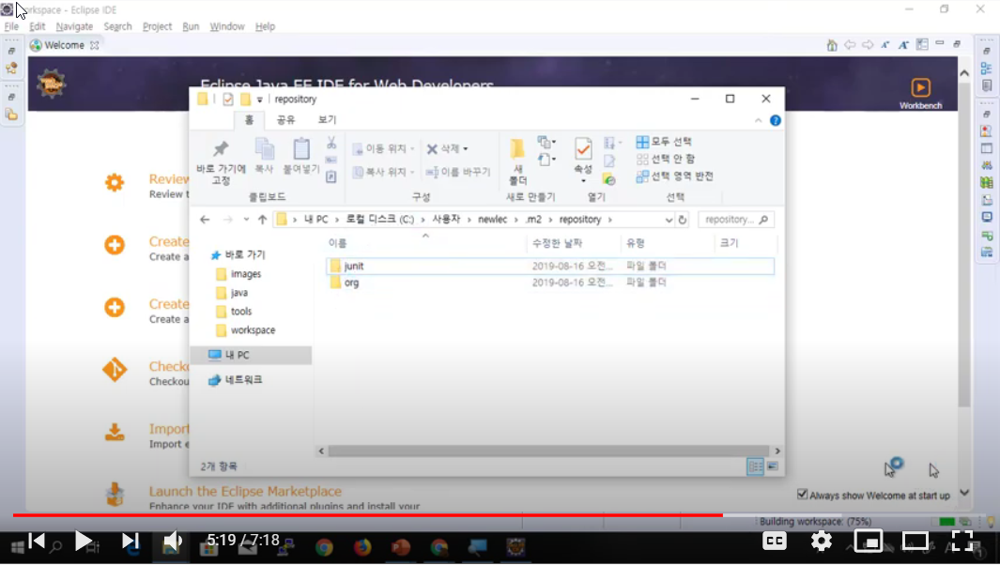 workspace - Eclipse IDE
File Edit Navigate Search Project Run Window Help
Welcome
Eclipse Java EE IDE for Web Developers
Workbench
repository
홈 공유 보기
바로 가기에 고정
복사
붙여넣기
클립보드
이동 위치
복사 위치
삭제
이름 바꾸기
구성
새 폴더
새로 만들기
속성
열기
모두 선택
선택 안 함
선택 영역 반전
선택
내 PC > 로컬 디스크 (C:) > 사용자 > newlec > .m2 > repository >
repository...
이름 수정한 날짜 유형 크기
junit 2019-08-16 오전... 파일 폴더
org 2019-08-16 오전... 파일 폴더
바로 가기
images
java
tools
workspace
내 PC
네트워크
2개 항목
Review
Review t
Create
Create a
Create
Create a
Checko
Checkou
Import
Import e
Launch the Eclipse Marketplace
Enhance your IDE with additional plugins and install your
Always show Welcome at start up
Building workspace: (75%)
5:19 / 7:18
CC